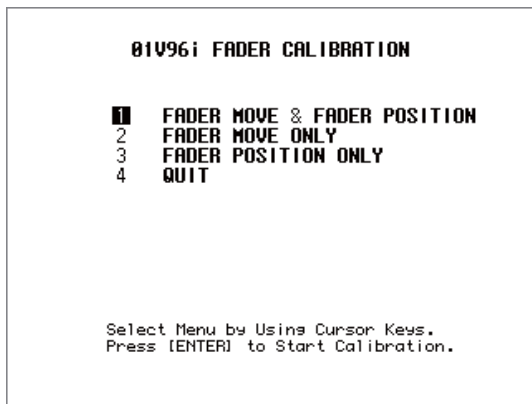 01V96i FADER CALIBRATION
1 FADER MOVE & FADER POSITION
2 FADER MOVE ONLY
3 FADER POSITION ONLY
4 QUIT
Select Menu by Using Cursor Keys.
Press [ENTER] to Start Calibration.